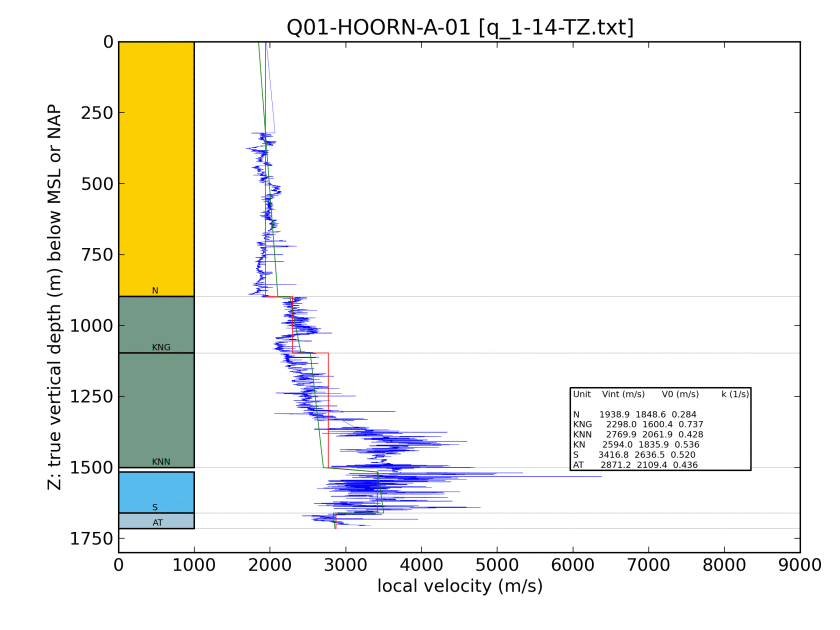 Q01-HOORN-A-01 [q_1-14-TZ.txt]
Z: true vertical depth (m) below MSL or NAP
0
250
500
750
1000
1250
1500
1750
N
KNG
KNN
S
AT
Unit Vint (m/s) V0 (m/s) k (1/s)
N 1938.9 1848.6 0.284
KNG 2298.0 1600.4 0.737
KNN 2769.9 2061.9 0.428
KN 2594.0 1835.9 0.536
S 3416.8 2636.5 0.520
AT 2871.2 2109.4 0.436
0 1000 2000 3000 4000 5000 6000 7000 8000 9000
local velocity (m/s)